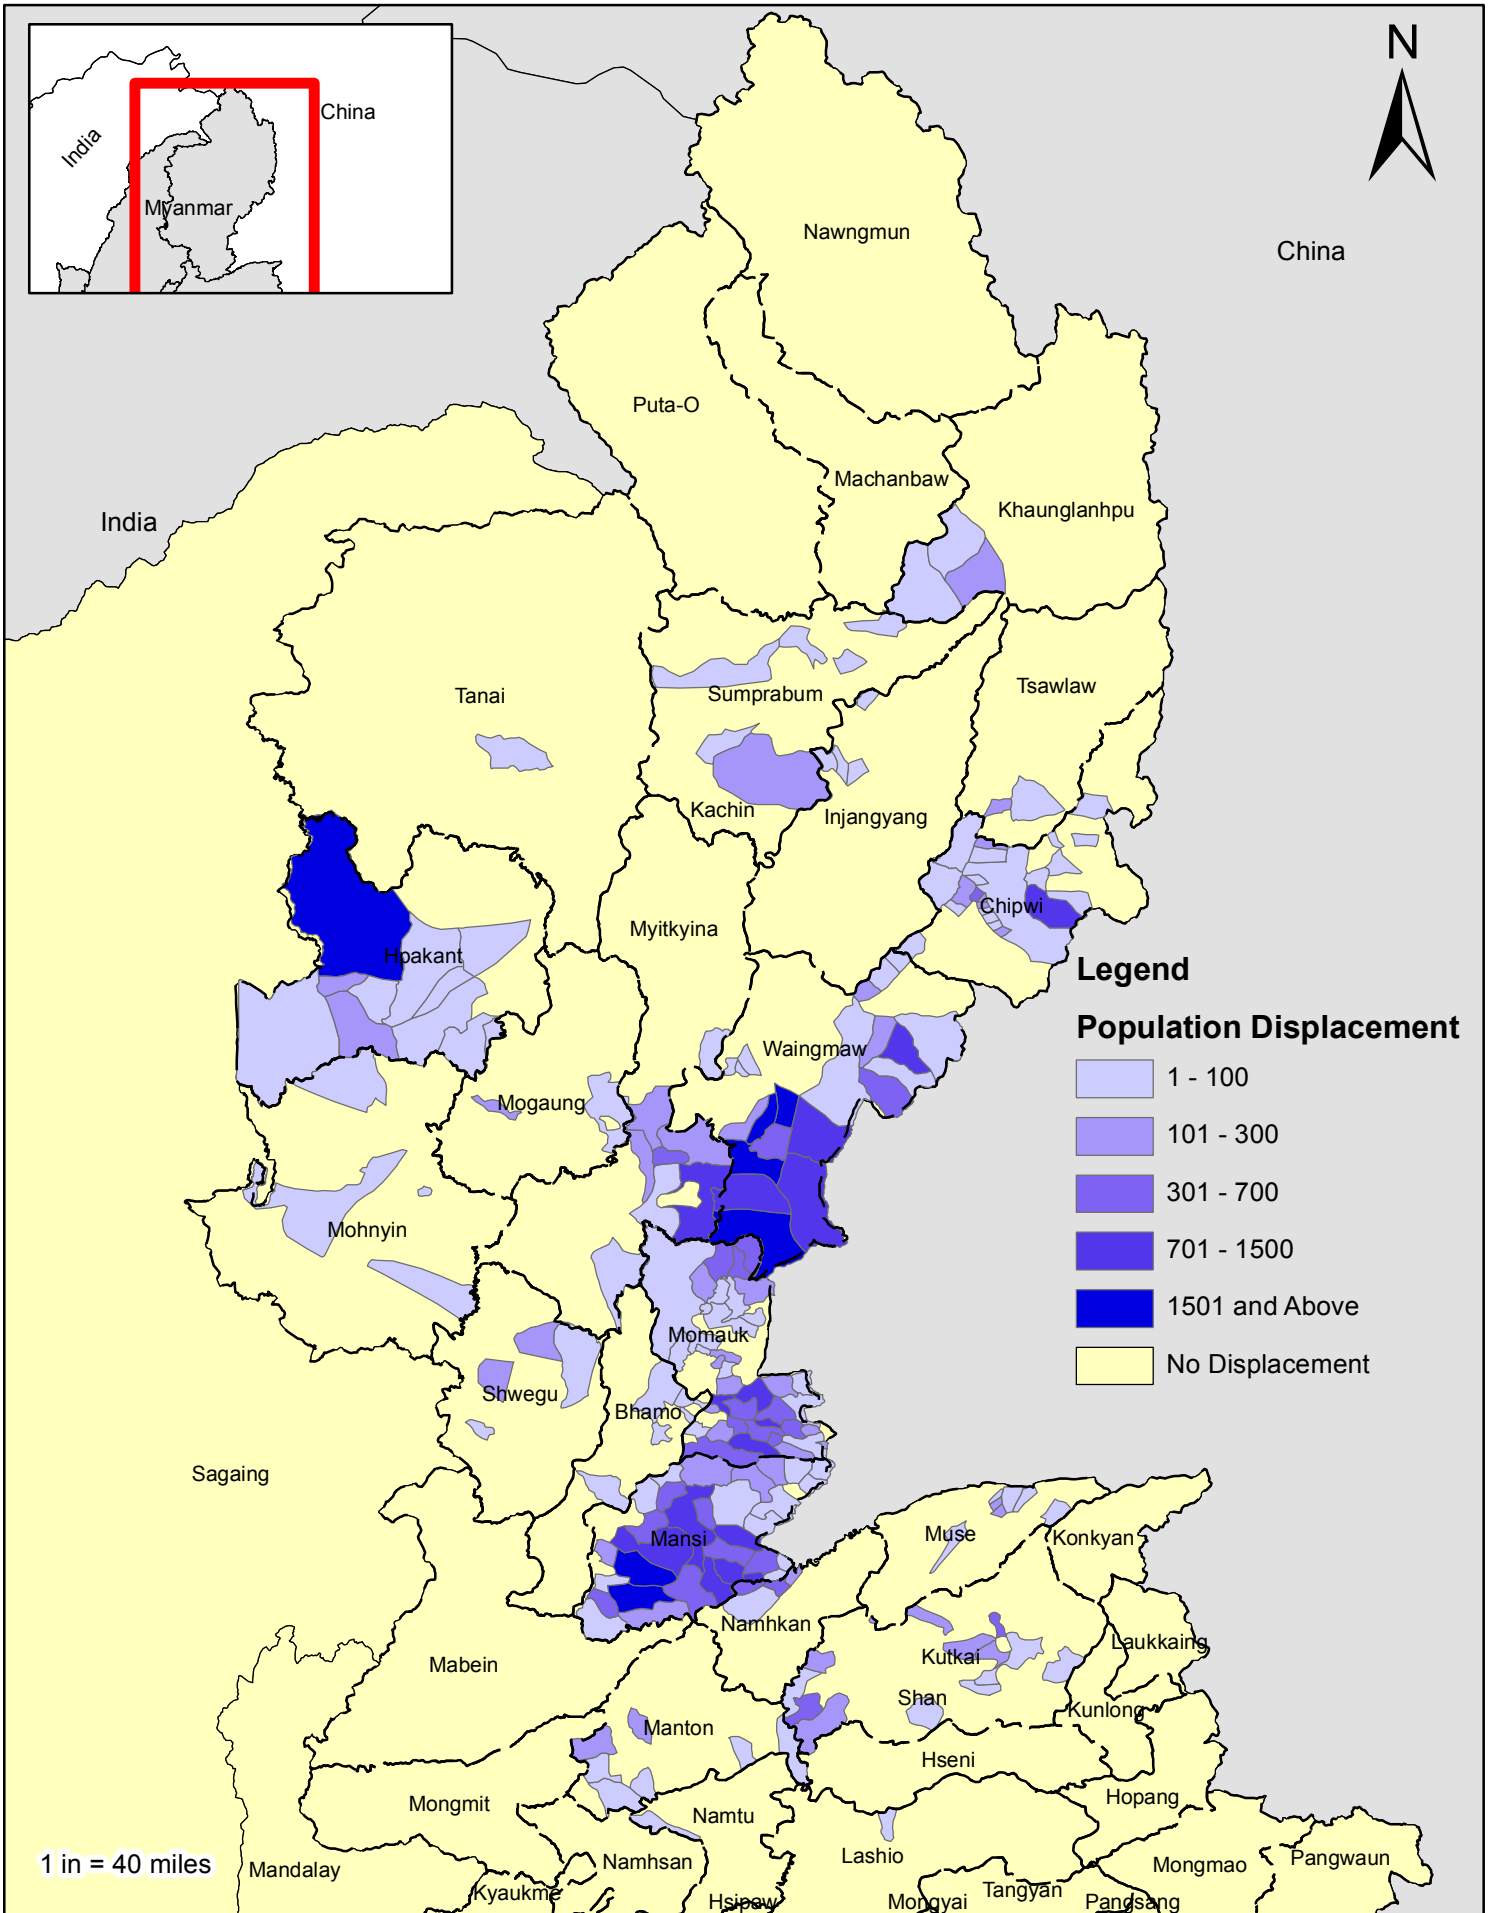 N
China
India
Myanmar
Nawngmun
China
Puta-O
Machanbaw
Khaunglanhpu
India
Tanai
Sumprabum
Tsawlaw
Kachin
Injangyang
Chipwi
Myitkyina
Hpakant
Legend
Population Displacement
1 - 100
101 - 300
301 - 700
701 - 1500
1501 and Above
No Displacement
Waingmaw
Mogaung
Mohnyin
Momauk
Shwegu
Bhamo
Sagaing
Mansi
Muse
Konkyan
Namhkan
Laukkaing
Kutkai
Mabein
Shan
Kunlong
Manton
Hseni
Hopang
Mongmit
Namtu
Lashio
Mongmao
Pangwaun
1 in = 40 miles
Mandalay
Namhsan
Kyaukme
Hsipaw
Mongyai
Tangyan
Pangsang